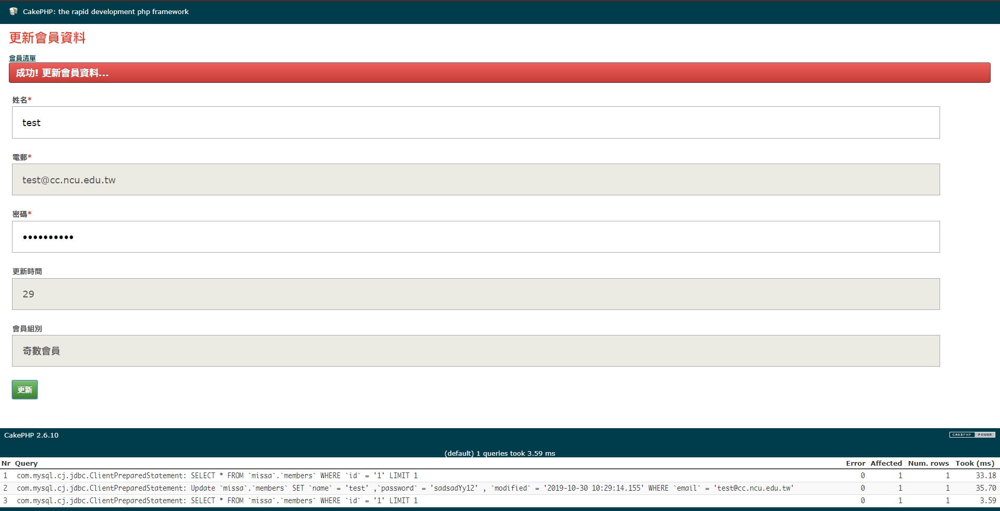 CakePHP: the rapid development php framework
更新會員資料
會員清單
成功! 更新會員資料...
姓名*
test
電郵*
test@cc.ncu.edu.tw
密碼*
••••••••••
更新時間
29
會員組別
奇數會員
更新
CakePHP 2.6.10
CAKEPHP POWER
(default) 1 queries took 3.59 ms
Nr Query Error Affected Num. rows Took (ms)
1 com.mysql.cj.jdbc.ClientPreparedStatement: SELECT * FROM `missa`.`members` WHERE `id` = '1' LIMIT 1 0 1 1 33.18
2 com.mysql.cj.jdbc.ClientPreparedStatement: Update `missa`.`members` SET `name` = 'test' ,`password` = 'sadsadYy12' , `modified` = '2019-10-30 10:29:14.155' WHERE `email` = 'test@cc.ncu.edu.tw' 0 1 1 35.70
3 com.mysql.cj.jdbc.ClientPreparedStatement: SELECT * FROM `missa`.`members` WHERE `id` = '1' LIMIT 1 0 1 1 3.59